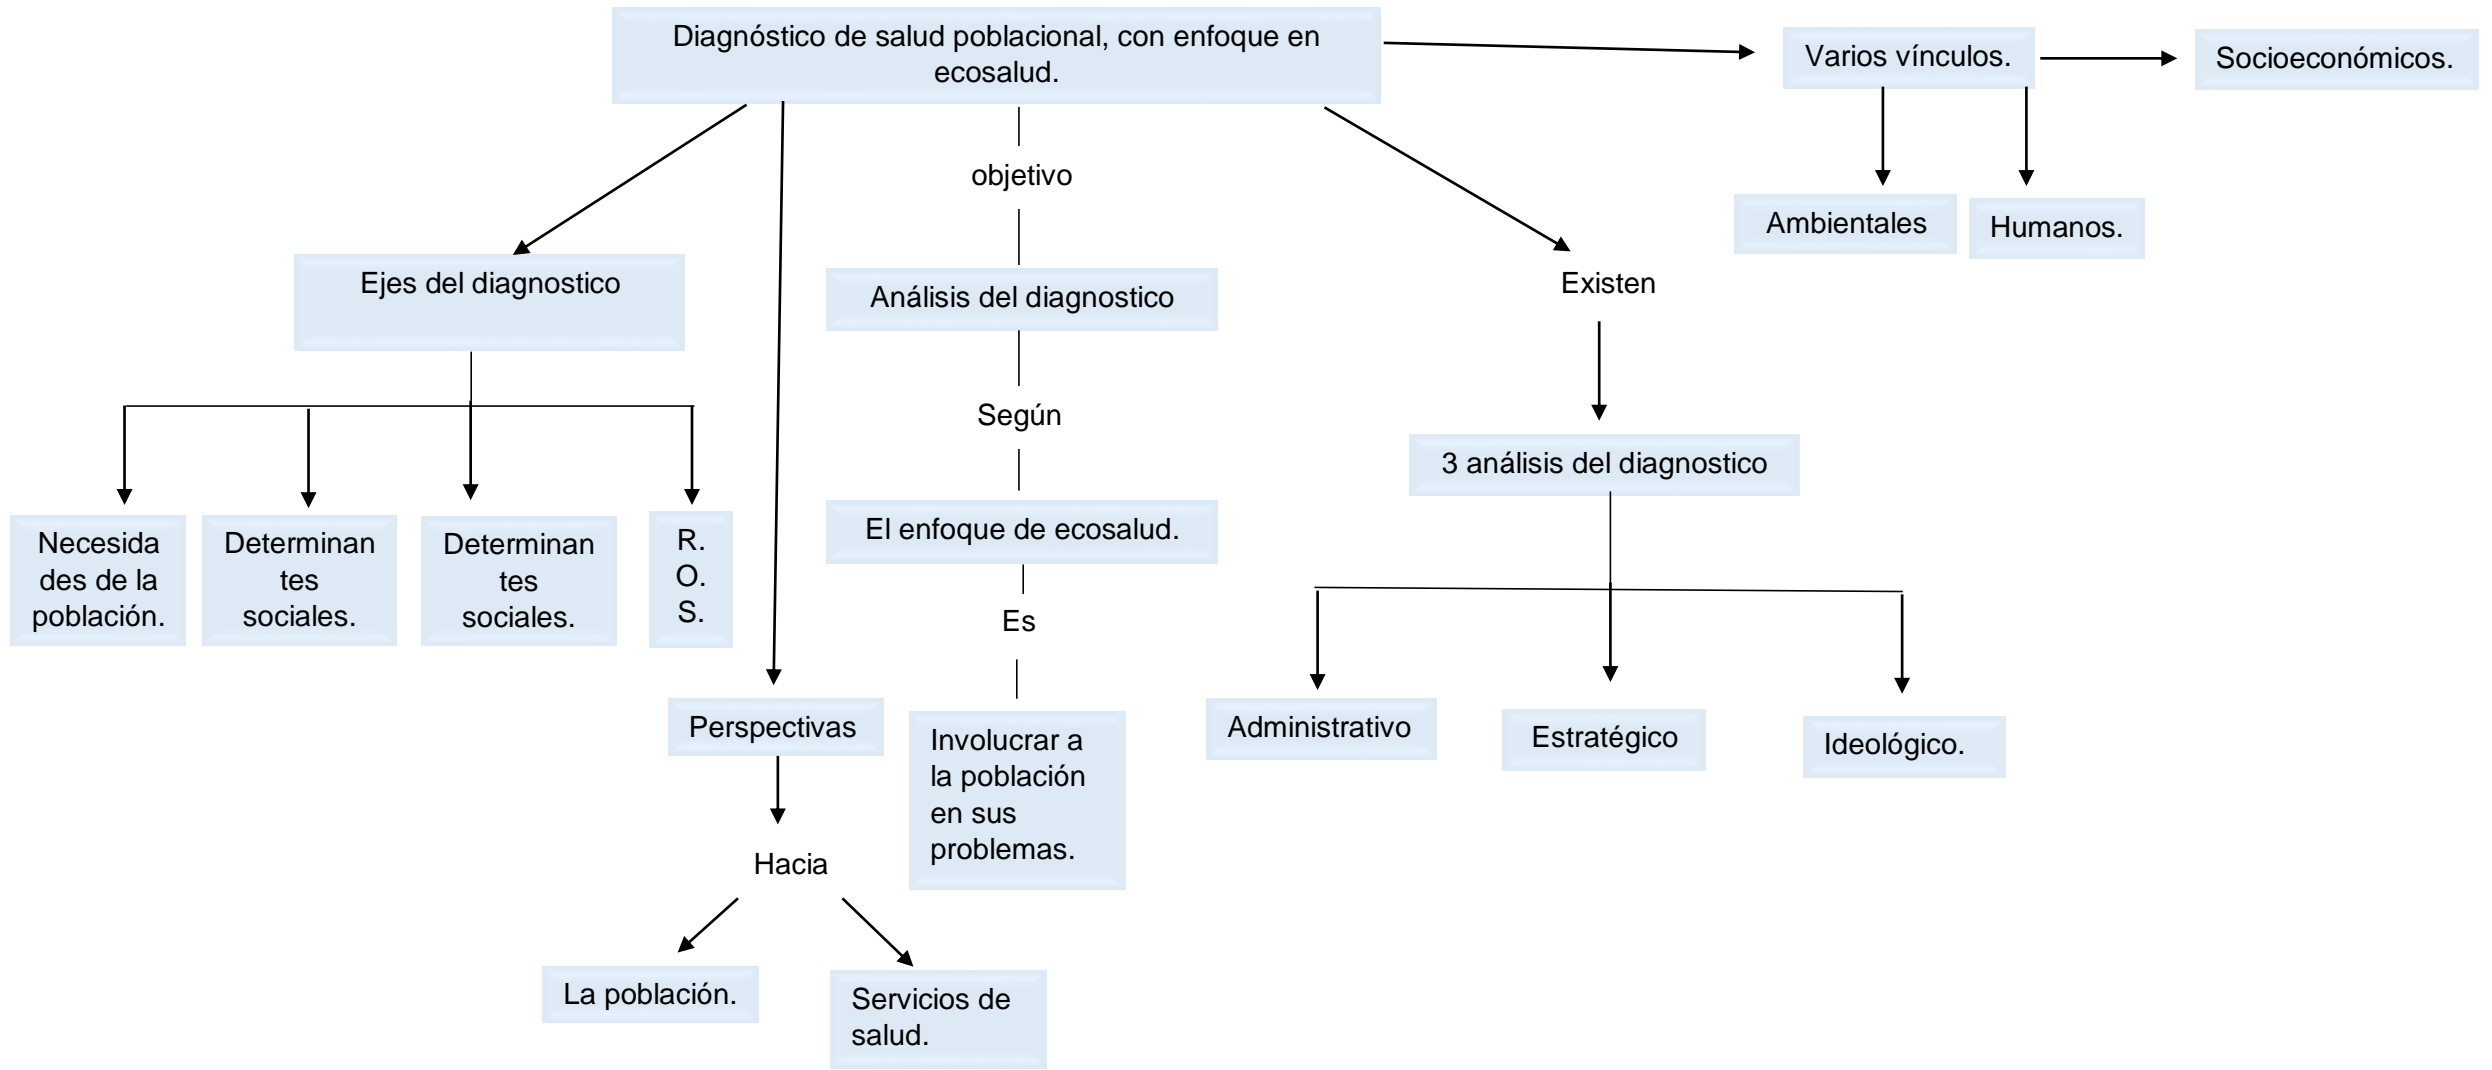 Diagnóstico de salud poblacional, con enfoque en
ecosalud.
Varios vínculos.
Socioeconómicos.
objetivo
Ambientales
Humanos.
Ejes del diagnostico
Análisis del diagnostico
Existen
Según
3 análisis del diagnostico
Necesida
des de la
población.
Determinan
tes
sociales.
Determinan
tes
sociales.
R.
O.
S.
El enfoque de ecosalud.
Es
Perspectivas
Involucrar a
la población
en sus
problemas.
Administrativo
Estratégico
Ideológico.
Hacia
La población.
Servicios de
salud.